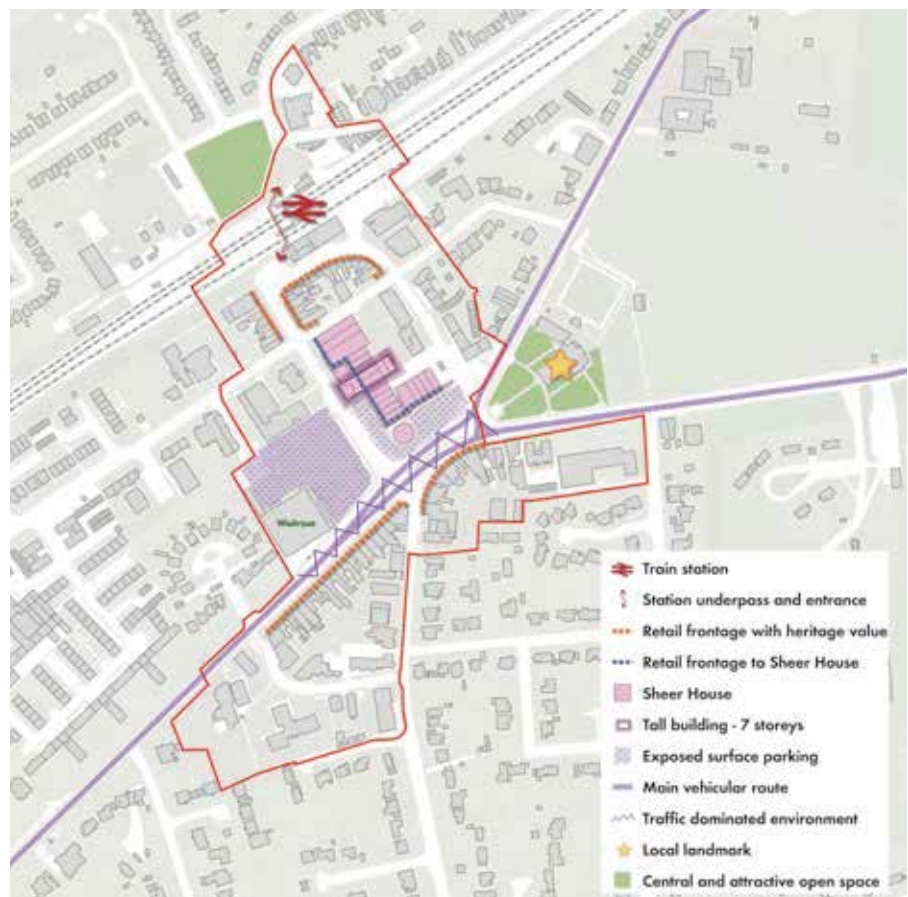 Waitrose
Train station
Station underpass and entrance
Retail frontage with heritage value
Retail frontage to Sheer House
Sheer House
Tall building - 7 storeys
Exposed surface parking
Main vehicular route
Traffic dominated environment
Local landmark
Central and attractive open space